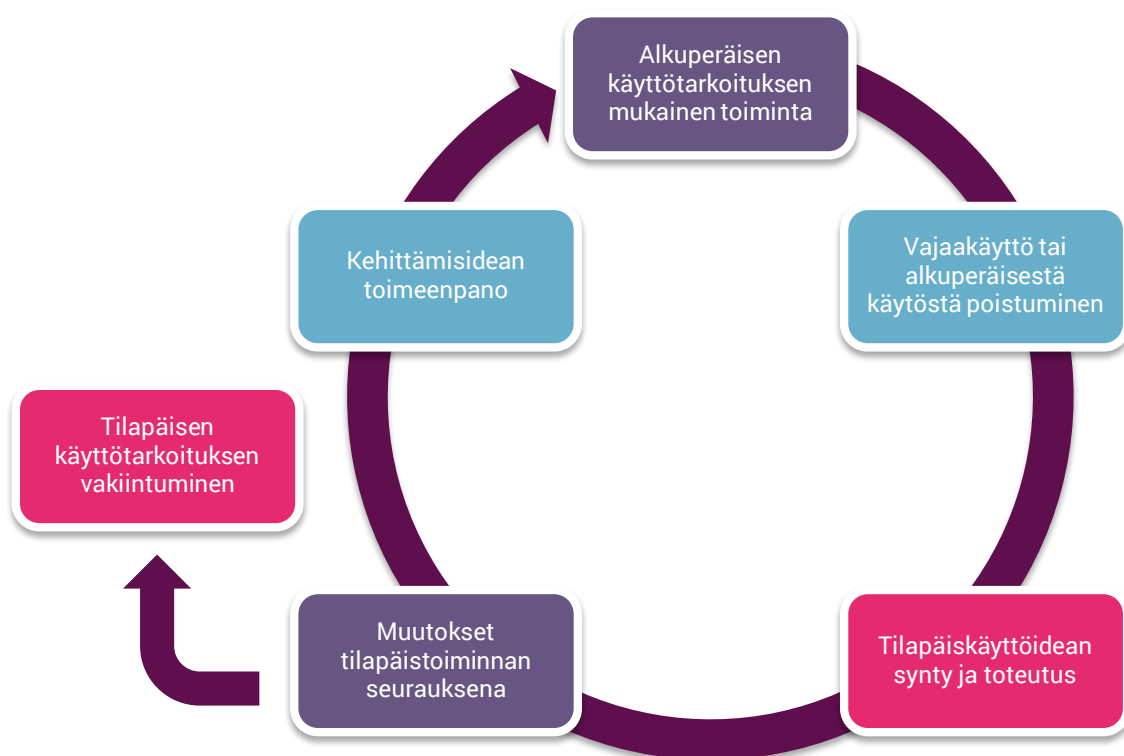 Alkuperäisen
käyttötarkoituksen
mukainen toiminta
Vajaakäyttö tai
alkuperäisestä
käytöstä poistuminen
Tilapäiskäyttöidean
synty ja toteutus
Muutokset
tilapäistoiminnan
seurauksena
Tilapäisen
käyttötarkoituksen
vakiintuminen
Kehittämisidean
toimeenpano